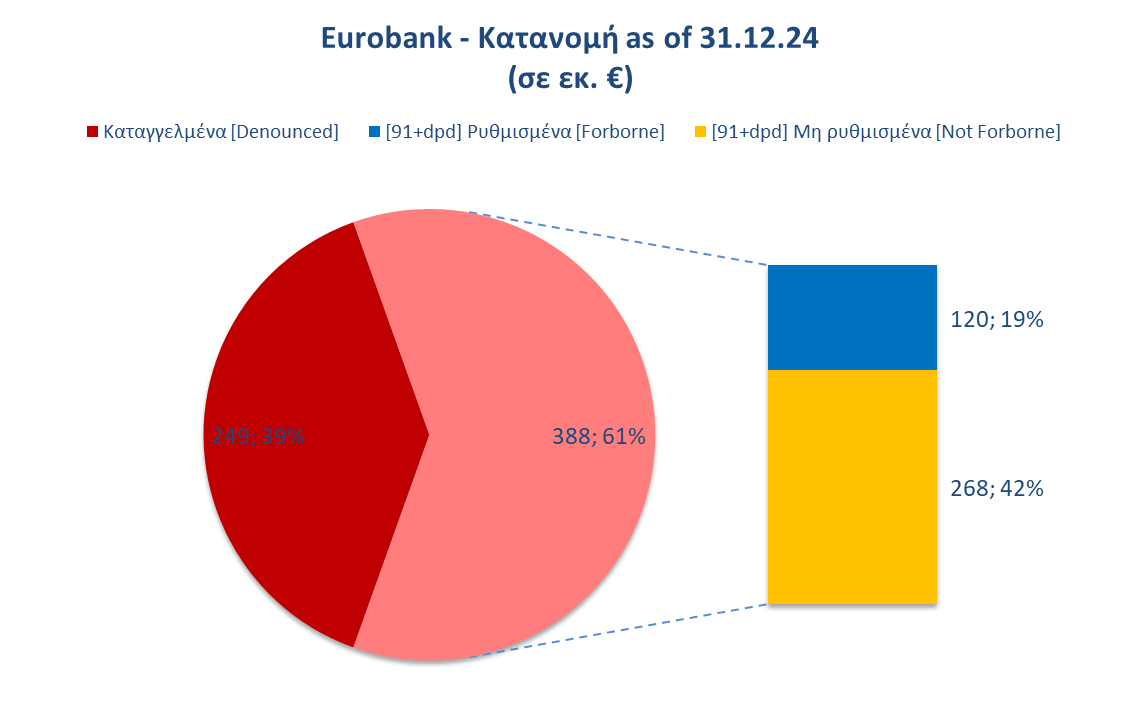 Eurobank - Κατανομή as of 31.12.24
(σε εκ. €)
Καταγγελμένα [Denounced] [91+dpd] Ρυθμισμένα [Forborne] [91+dpd] Μη ρυθμισμένα [Not Forborne]
120; 19%
249; 39% 388; 61%
268; 42%